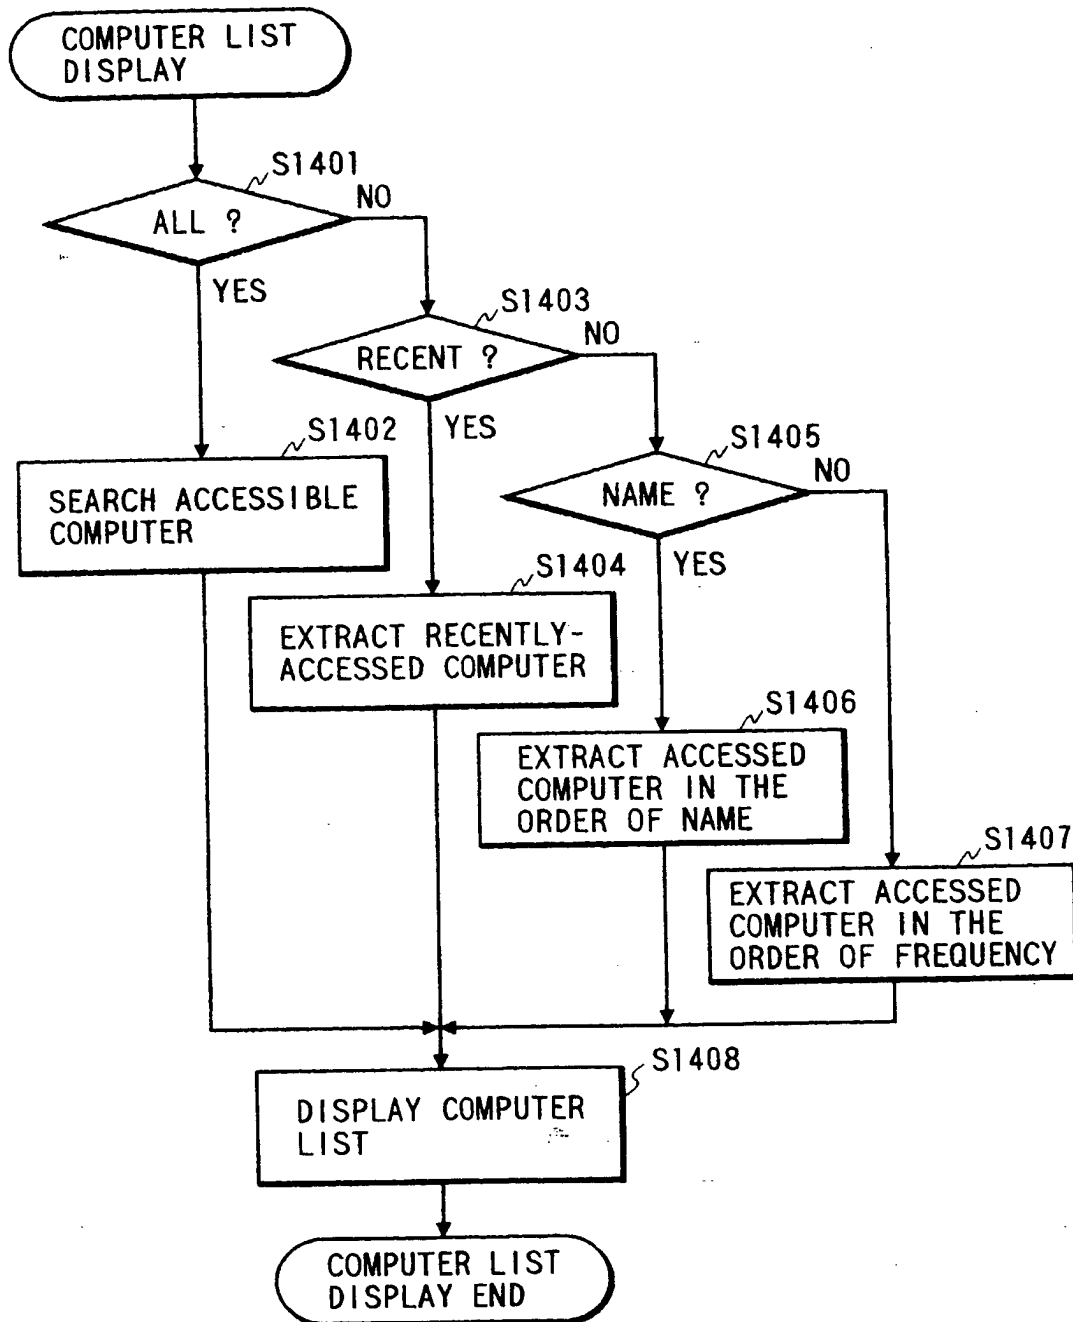 COMPUTER LIST
DISPLAY
S1401
ALL ?
NO
YES
S1403
RECENT ?
NO
YES
S1402
SEARCH ACCESSIBLE
COMPUTER
S1405
NAME ?
NO
YES
S1404
EXTRACT RECENTLY-
ACCESSED COMPUTER
S1406
EXTRACT ACCESSED
COMPUTER IN THE
ORDER OF NAME
S1407
EXTRACT ACCESSED
COMPUTER IN THE
ORDER OF FREQUENCY
S1408
DISPLAY COMPUTER
LIST
COMPUTER LIST
DISPLAY END